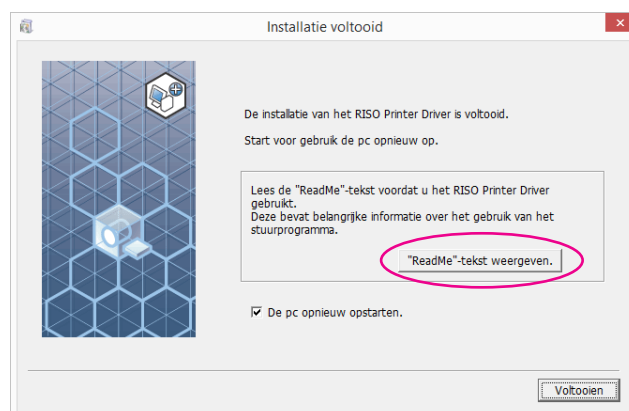 Installatie voltooid
De installatie van het RISO Printer Driver is voltooid.
Start voor gebruik de pc opnieuw op.
Lees de "ReadMe"-tekst voordat u het RISO Printer Driver
gebruikt.
Deze bevat belangrijke informatie over het gebruik van het
stuurprogramma.
"ReadMe"-tekst weergeven.
De pc opnieuw opstarten.
Voltooien